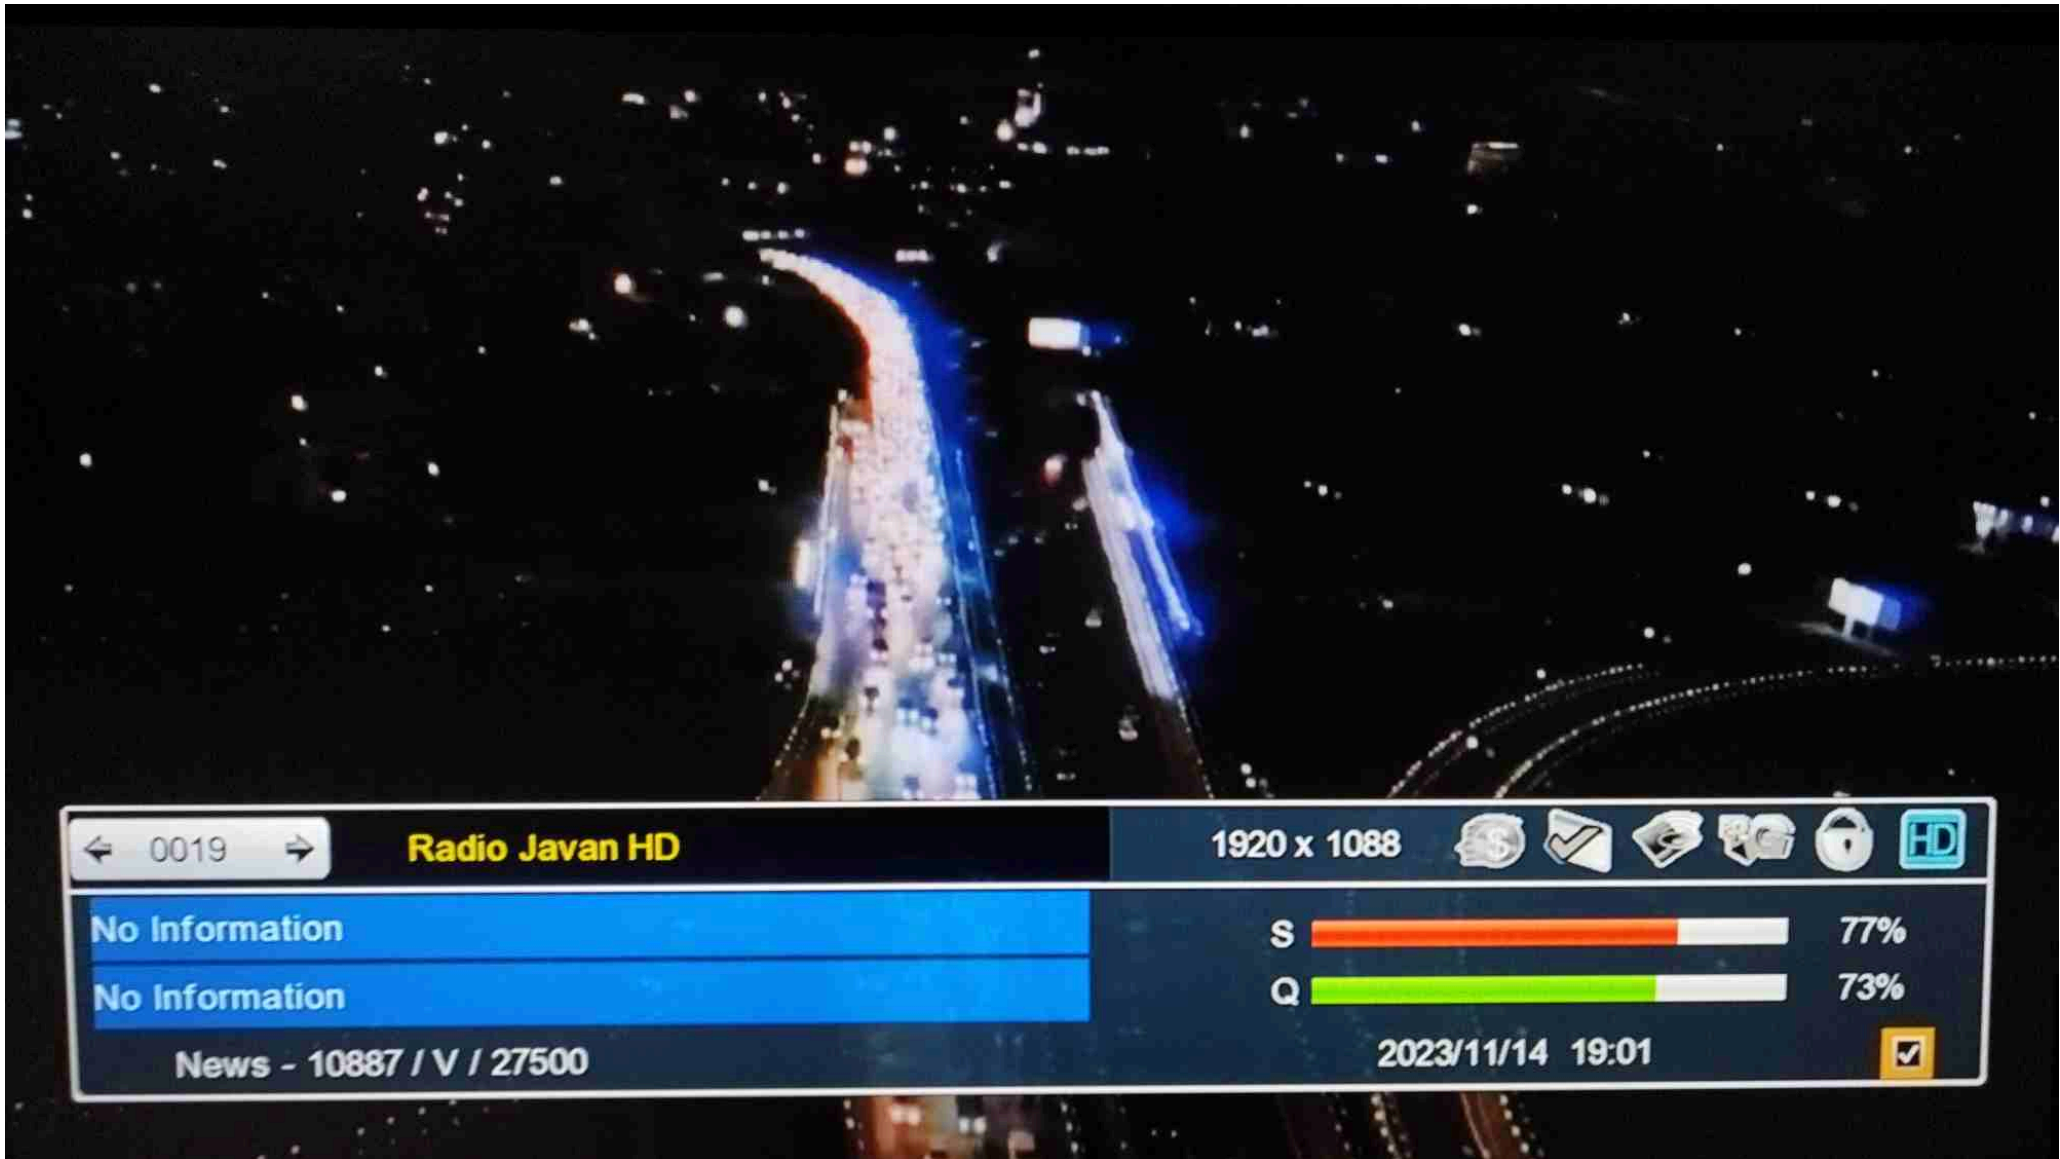 0019
Radio Javan HD
1920 x 1088
$
HD
No Information
S
77%
No Information
Q
73%
News - 10887 / V / 27500
2023/11/14 19:01